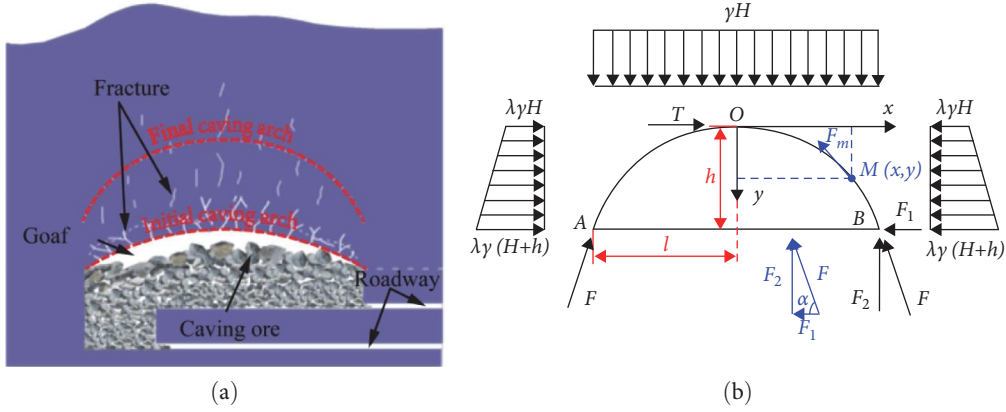 Fracture
Final caving arch
Initial caving arch
Goaf
Roadway
Caving ore
(a)
γH
λγH
T
O
x
λγH
F_m
M (x,y)
h
y
A
B
F₁
λγ (H+h)
l
λγ (H+h)
F
F₂
F
α
F₁
F₂
F
(b)